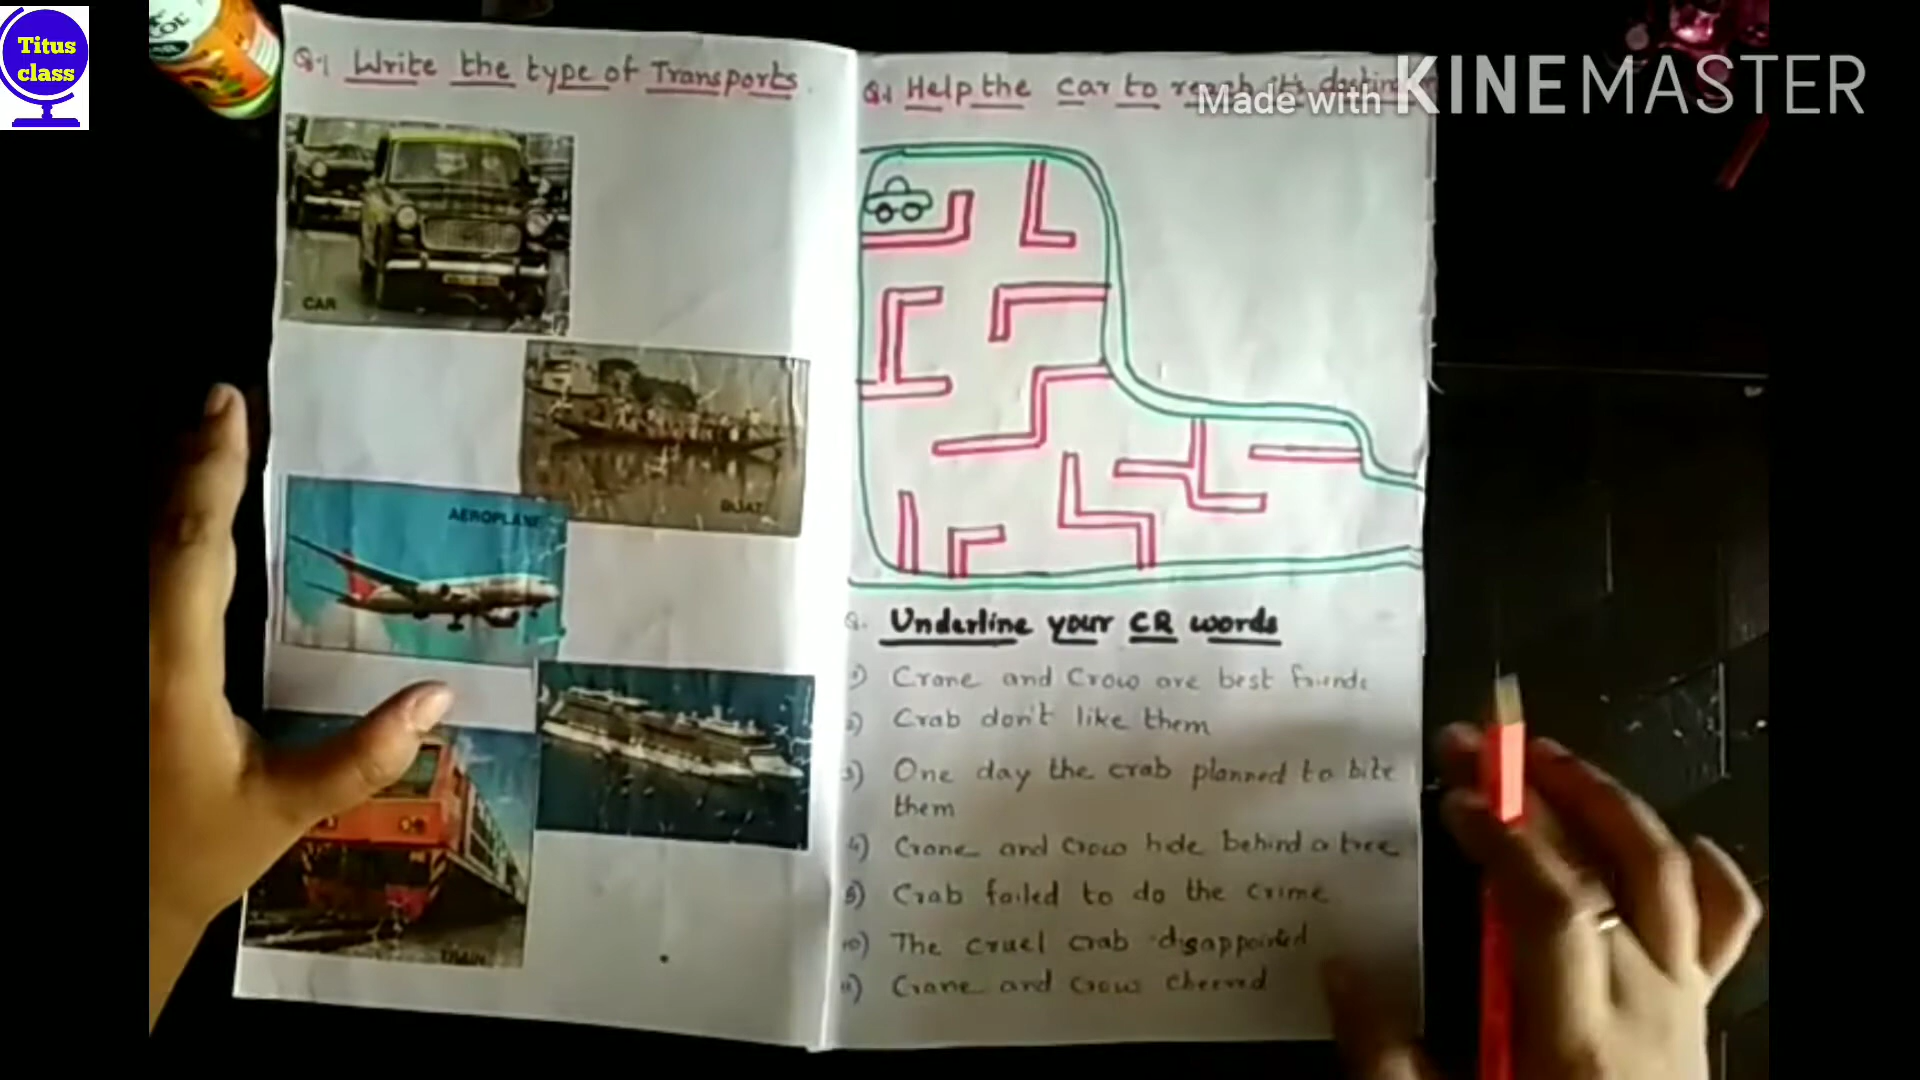 Titus
class
Q.1 Write the type of Transports.
CAR
BOAT
AEROPLANE
TRAIN
Q. Help the car to reach it's
Made with KINEMASTER
Q. Underline your CR words
1) Crane and Crow are best friends
2) Crab don't like them
3) One day the crab planned to bite
them
4) Crane and Crow hide behind a tree
5) Crab failed to do the crime
10) The cruel crab disappointed
11) Crane and Crow cheered